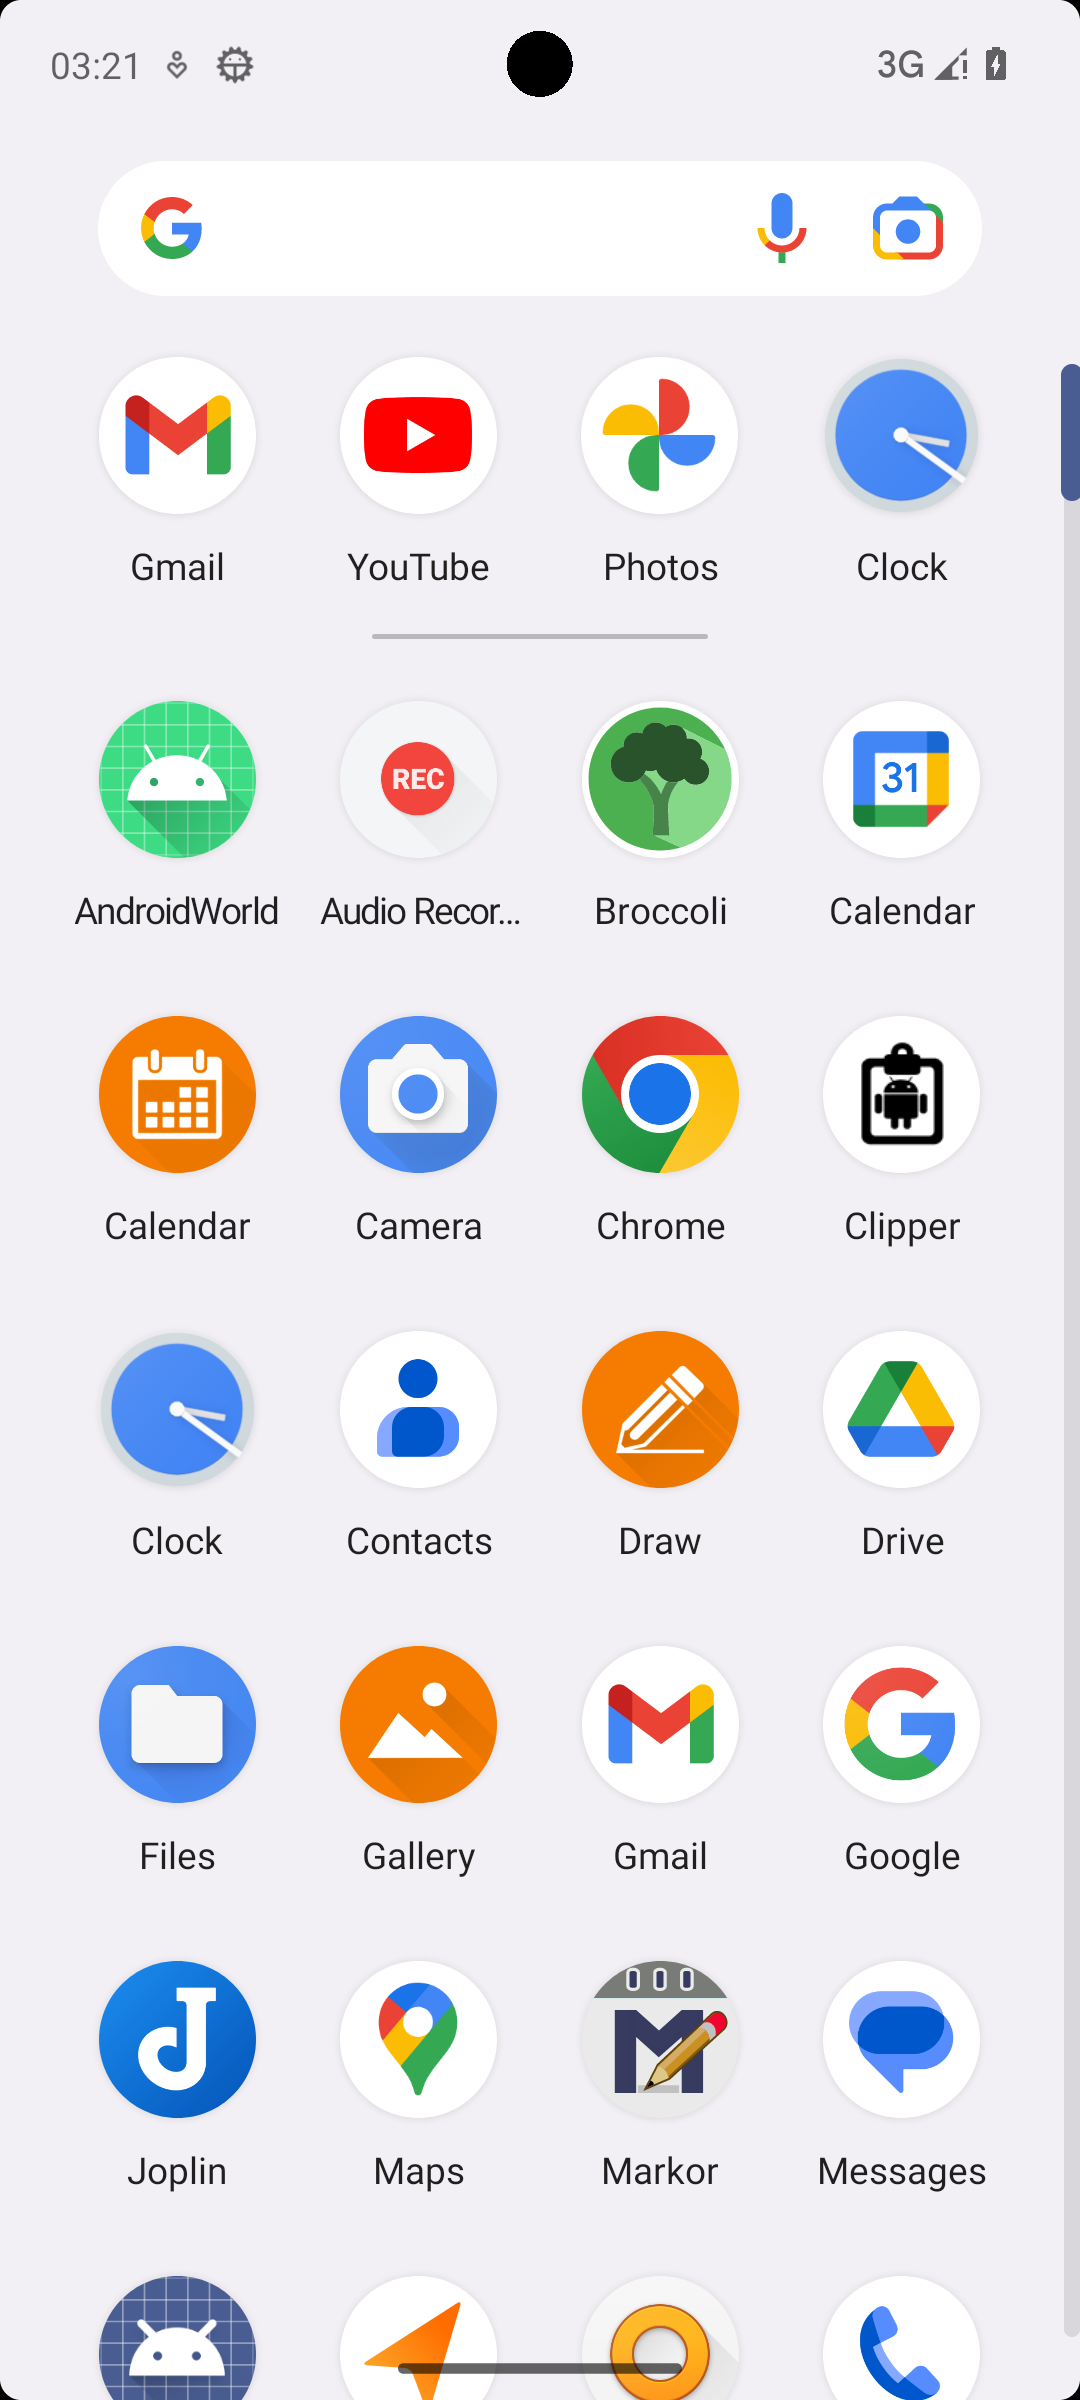 03:21
3G
Gmail
YouTube
Photos
Clock
REC
31
AndroidWorld
Audio Recor...
Broccoli
Calendar
Calendar
Camera
Chrome
Clipper
Clock
Contacts
Draw
Drive
Files
Gallery
Gmail
Google
Joplin
Maps
Markor
Messages